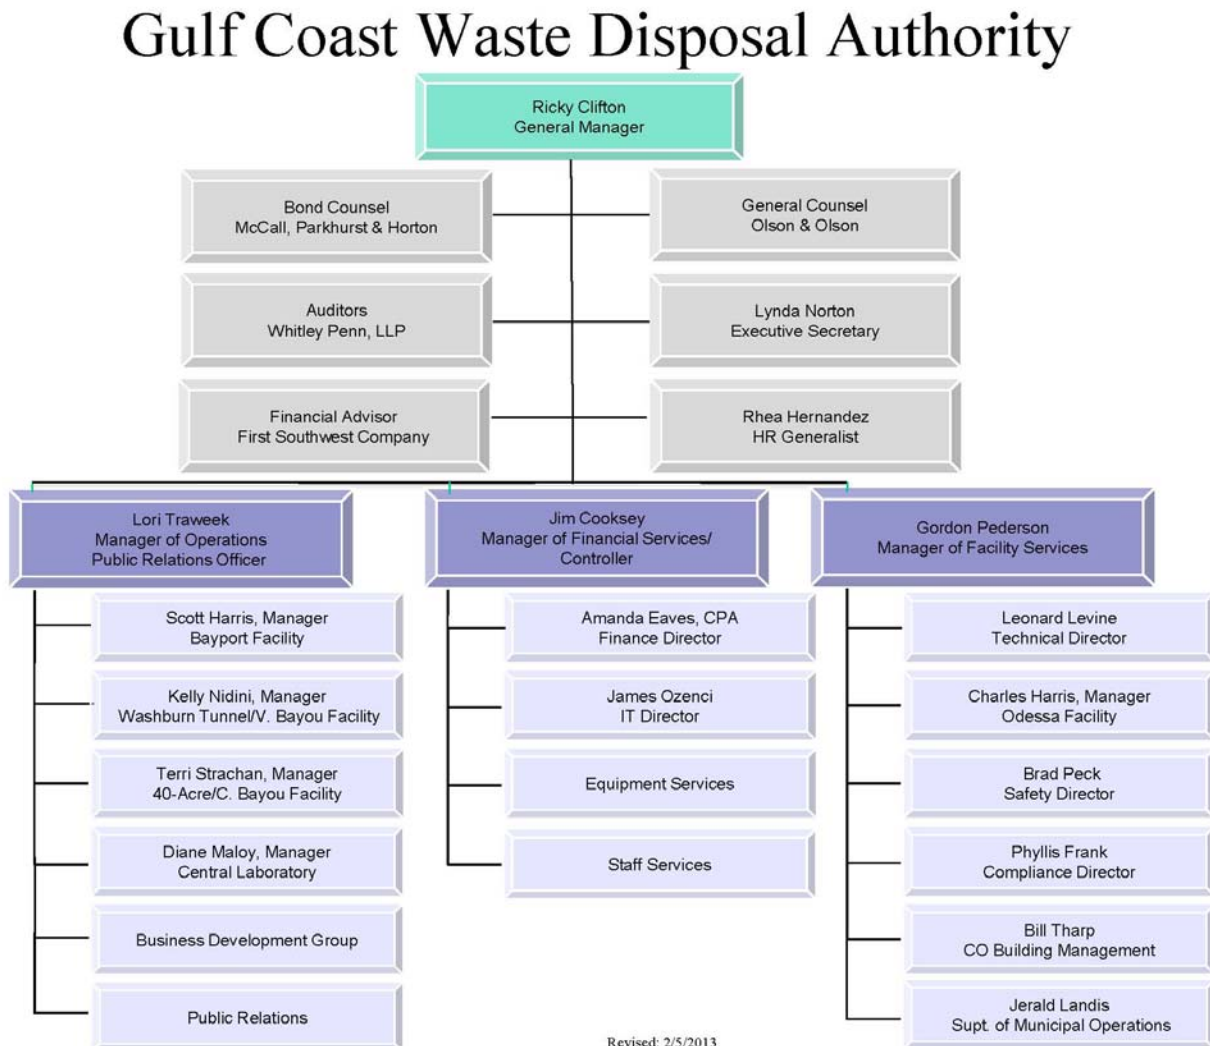 Gulf Coast Waste Disposal Authority
Ricky Clifton
General Manager
Bond Counsel
McCall, Parkhurst & Horton
General Counsel
Olson & Olson
Auditors
Whitley Penn, LLP
Lynda Norton
Executive Secretary
Financial Advisor
First Southwest Company
Rhea Hernandez
HR Generalist
Lori Traweek
Manager of Operations
Public Relations Officer
Jim Cooksey
Manager of Financial Services/
Controller
Gordon Pederson
Manager of Facility Services
Scott Harris, Manager
Bayport Facility
Kelly Nidini, Manager
Washburn Tunnel/V. Bayou Facility
Terri Strachan, Manager
40-Acre/C. Bayou Facility
Diane Maloy, Manager
Central Laboratory
Business Development Group
Public Relations
Amanda Eaves, CPA
Finance Director
James Ozenci
IT Director
Equipment Services
Staff Services
Leonard Levine
Technical Director
Charles Harris, Manager
Odessa Facility
Brad Peck
Safety Director
Phyllis Frank
Compliance Director
Bill Tharp
CO Building Management
Jerald Landis
Supt. of Municipal Operations
Revised: 2/5/2013